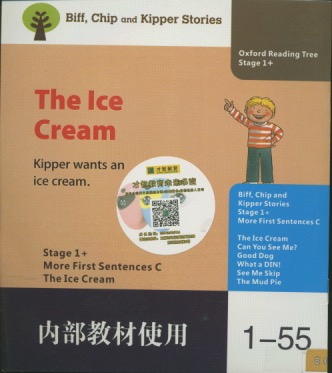 Biff, Chip and Kipper Stories
Oxford Reading Tree
Stage 1+
The Ice
Cream
Kipper wants an
ice cream.
Stage 1+
More First Sentences C
The Ice Cream
Biff, Chip and
Kipper Stories
Stage 1+
More First Sentences C
The Ice Cream
Can You See Me?
Good Dog
What a DIN!
See Me Skip
The Mud Pie
内部教材使用
1-55